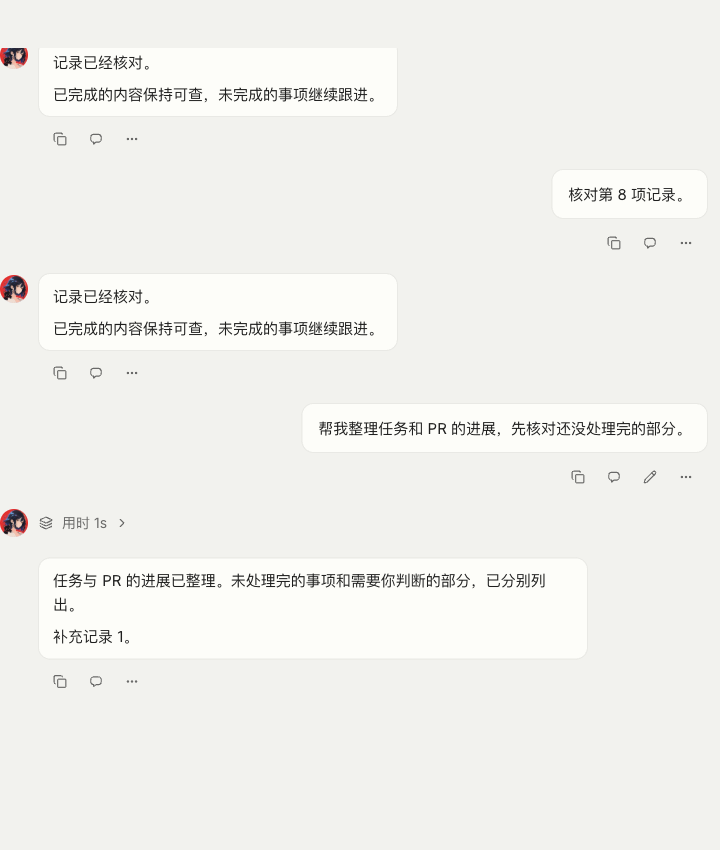 记录已经核对。
已完成的内容保持可查，未完成的事项继续跟进。
核对第 8 项记录。
记录已经核对。
已完成的内容保持可查，未完成的事项继续跟进。
帮我整理任务和 PR 的进展，先核对还没处理完的部分。
用时 1s
任务与 PR 的进展已整理。未处理完的事项和需要你判断的部分，已分别列
出。
补充记录 1。